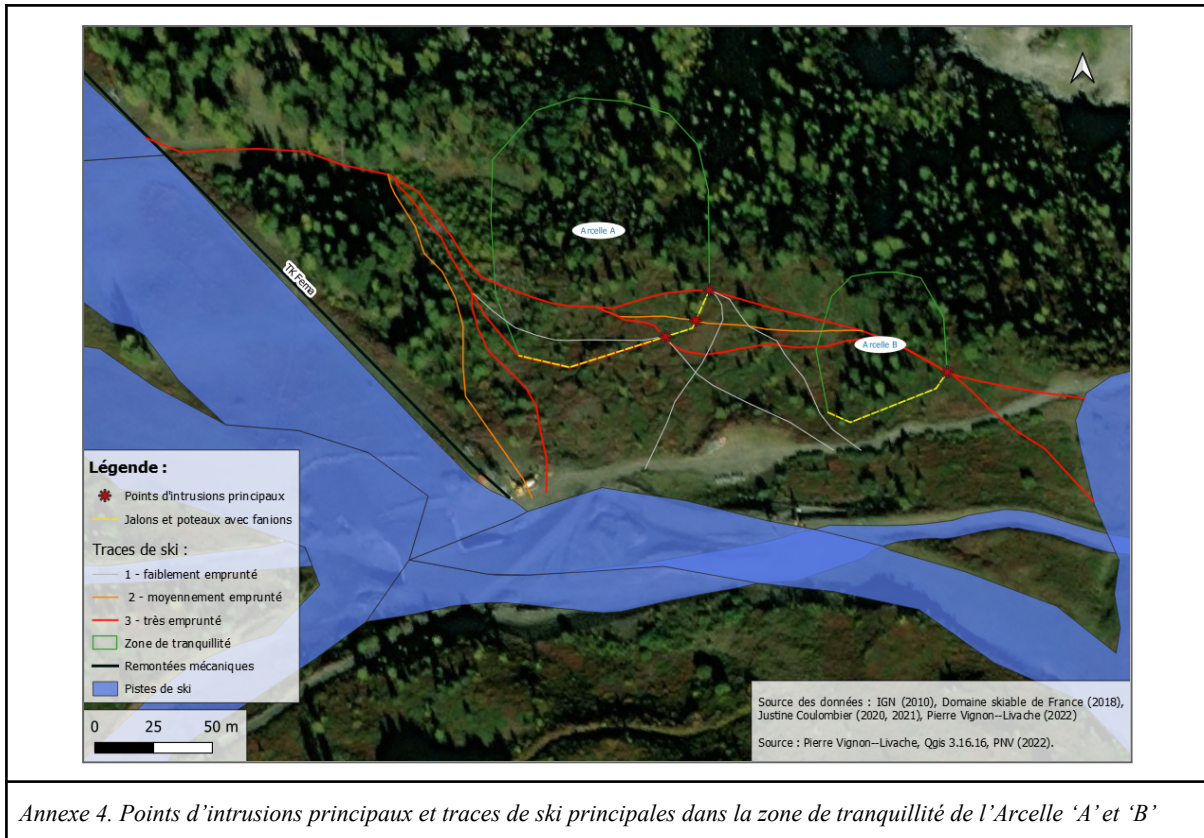 Arcelle A
TK Fema
Arcelle B
Légende :
Points d'intrusions principaux
Jalons et poteaux avec fanions
Traces de ski :
1 - faiblement emprunté
2 - moyennement emprunté
3 - très emprunté
Zone de tranquillité
Remontées mécaniques
Pistes de ski
0 25 50 m
Source des données : IGN (2010), Domaine skiable de France (2018),
Justine Coulombier (2020, 2021), Pierre Vignon--Livache (2022)
Source : Pierre Vignon--Livache, Qgis 3.16.16, PNV (2022).
Annexe 4. Points d'intrusions principaux et traces de ski principales dans la zone de tranquillité de l'Arcelle ‘A’ et ‘B’